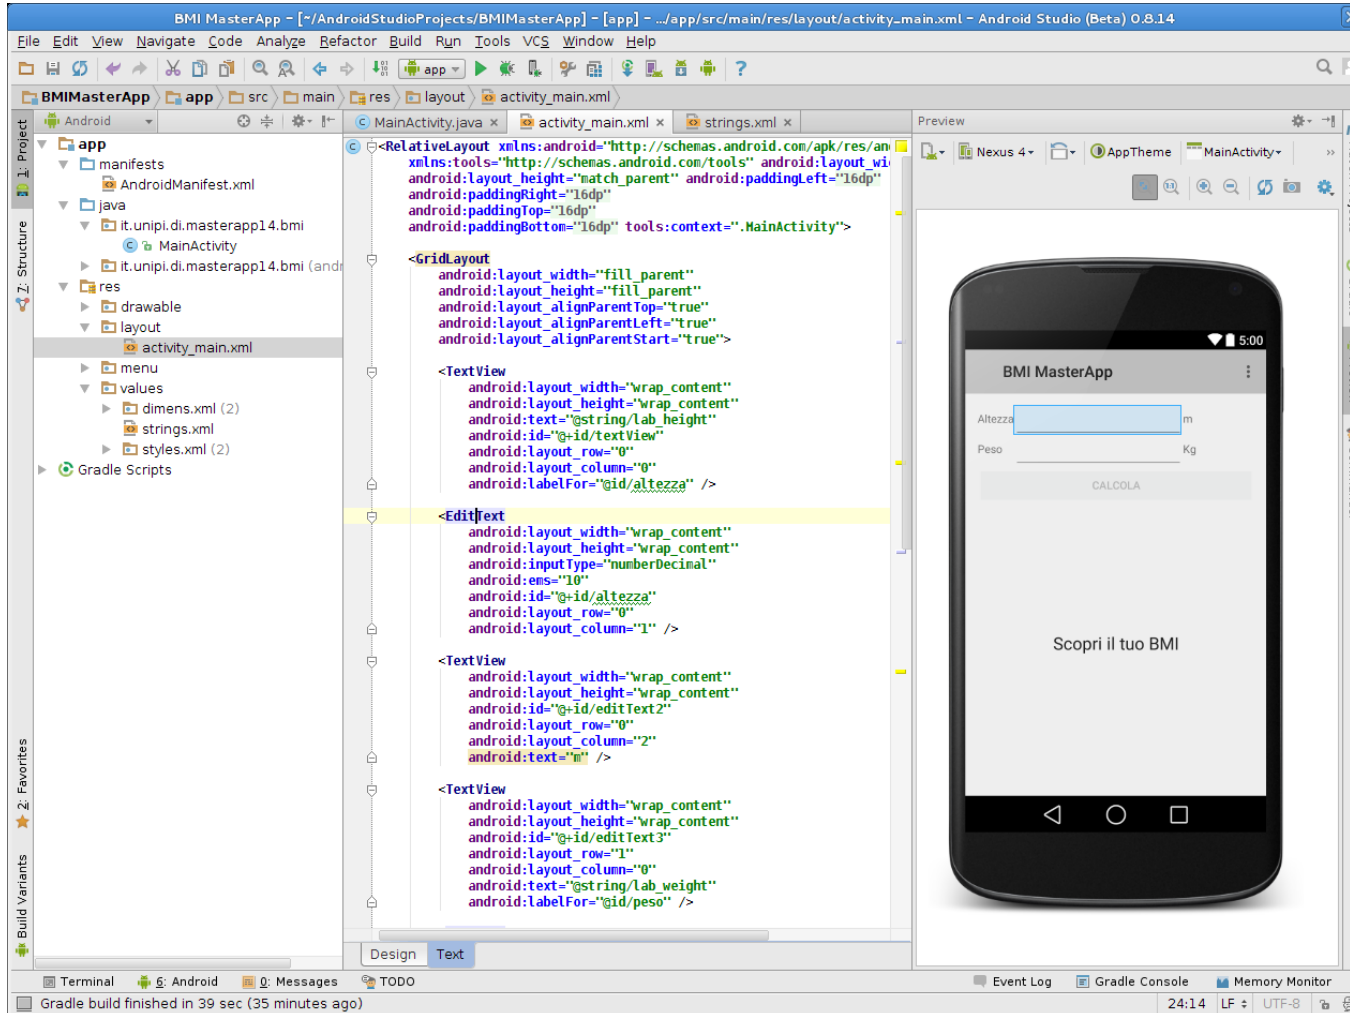 BMI MasterApp – [~/AndroidStudioProjects/BMIMasterApp] – [app] – .../app/src/main/res/layout/activity_main.xml – Android Studio (Beta) 0.8.14
File Edit View Navigate Code Analyze Refactor Build Run Tools VCS Window Help
app
BMIMasterApp app src main res layout activity_main.xml
1: Project
7: Structure
2: Favorites
Build Variants
Android
app
manifests
AndroidManifest.xml
java
it.unipi.di.masterapp14.bmi
MainActivity
it.unipi.di.masterapp14.bmi (andr
res
drawable
layout
activity_main.xml
menu
values
dimens.xml (2)
strings.xml
styles.xml (2)
Gradle Scripts
MainActivity.java activity_main.xml strings.xml
<RelativeLayout xmlns:android="http://schemas.android.com/apk/res/an
xmlns:tools="http://schemas.android.com/tools" android:layout_wi
android:layout_height="match_parent" android:paddingLeft="16dp"
android:paddingRight="16dp"
android:paddingTop="16dp"
android:paddingBottom="16dp" tools:context=".MainActivity">
<GridLayout
android:layout_width="fill_parent"
android:layout_height="fill_parent"
android:layout_alignParentTop="true"
android:layout_alignParentLeft="true"
android:layout_alignParentStart="true">
<TextView
android:layout_width="wrap_content"
android:layout_height="wrap_content"
android:text="@string/lab_height"
android:id="@+id/textView"
android:layout_row="0"
android:layout_column="0"
android:labelFor="@id/altezza" />
<EditText
android:layout_width="wrap_content"
android:layout_height="wrap_content"
android:inputType="numberDecimal"
android:ems="10"
android:id="@+id/altezza"
android:layout_row="0"
android:layout_column="1" />
<TextView
android:layout_width="wrap_content"
android:layout_height="wrap_content"
android:id="@+id/editText2"
android:layout_row="0"
android:layout_column="2"
android:text="m" />
<TextView
android:layout_width="wrap_content"
android:layout_height="wrap_content"
android:id="@+id/editText3"
android:layout_row="1"
android:layout_column="0"
android:text="@string/lab_weight"
android:labelFor="@id/peso" />
Design Text
Preview
Nexus 4 AppTheme MainActivity
5:00
BMI MasterApp
Altezza m
Peso Kg
CALCOLA
Scopri il tuo BMI
Terminal 6: Android 0: Messages TODO Event Log Gradle Console Memory Monitor
Gradle build finished in 39 sec (35 minutes ago) 24:14 LF UTF-8